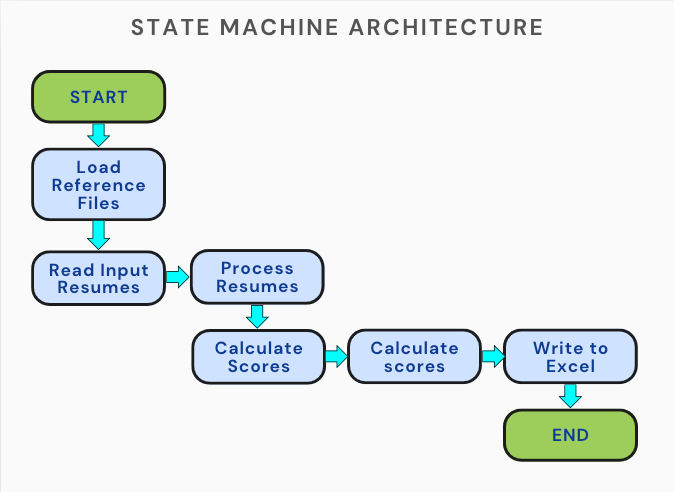 STATE MACHINE ARCHITECTURE
START
Load
Reference
Files
Read Input
Resumes
Process
Resumes
Calculate
Scores
Calculate
scores
Write to
Excel
END